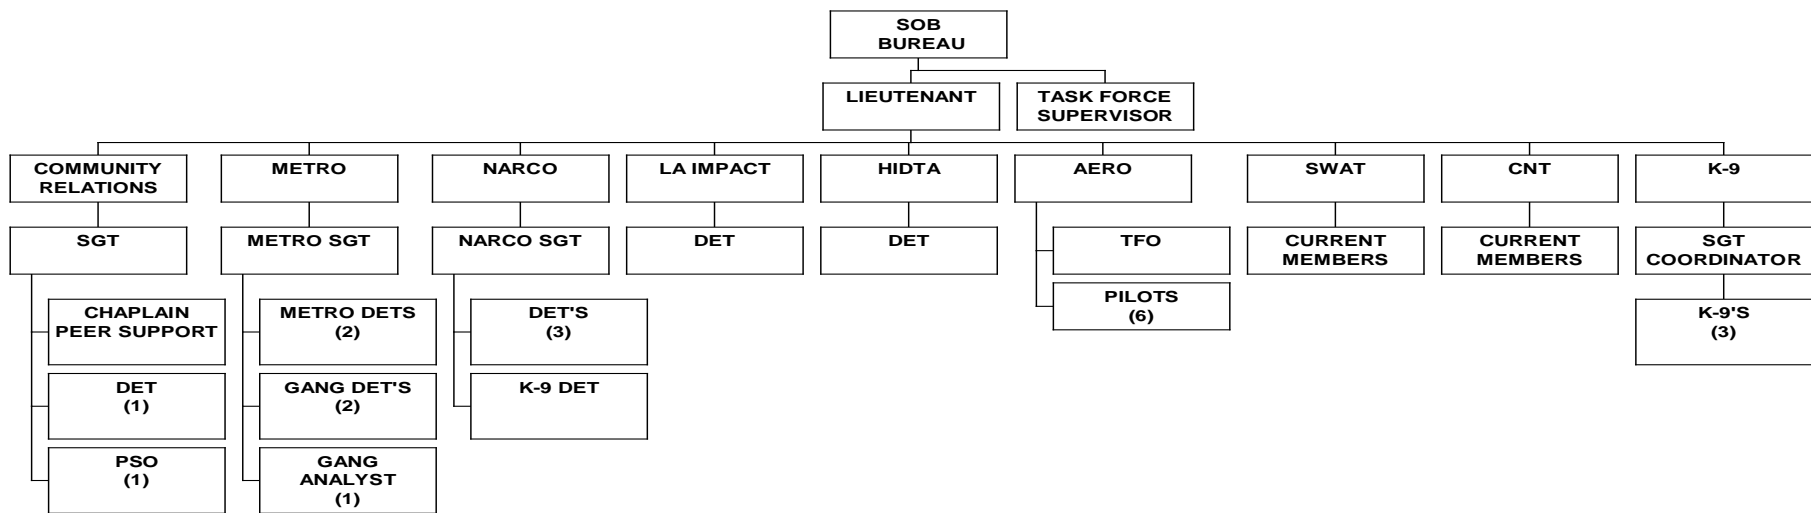 SOB
BUREAU
LIEUTENANT
TASK FORCE
SUPERVISOR
COMMUNITY
RELATIONS
METRO
NARCO
LA IMPACT
HIDTA
AERO
SWAT
CNT
K-9
SGT
METRO SGT
NARCO SGT
DET
DET
TFO
CURRENT
MEMBERS
CURRENT
MEMBERS
SGT
COORDINATOR
CHAPLAIN
PEER SUPPORT
METRO DETS
(2)
DET'S
(3)
PILOTS
(6)
K-9'S
(3)
DET
(1)
GANG DET'S
(2)
K-9 DET
PSO
(1)
GANG
ANALYST
(1)